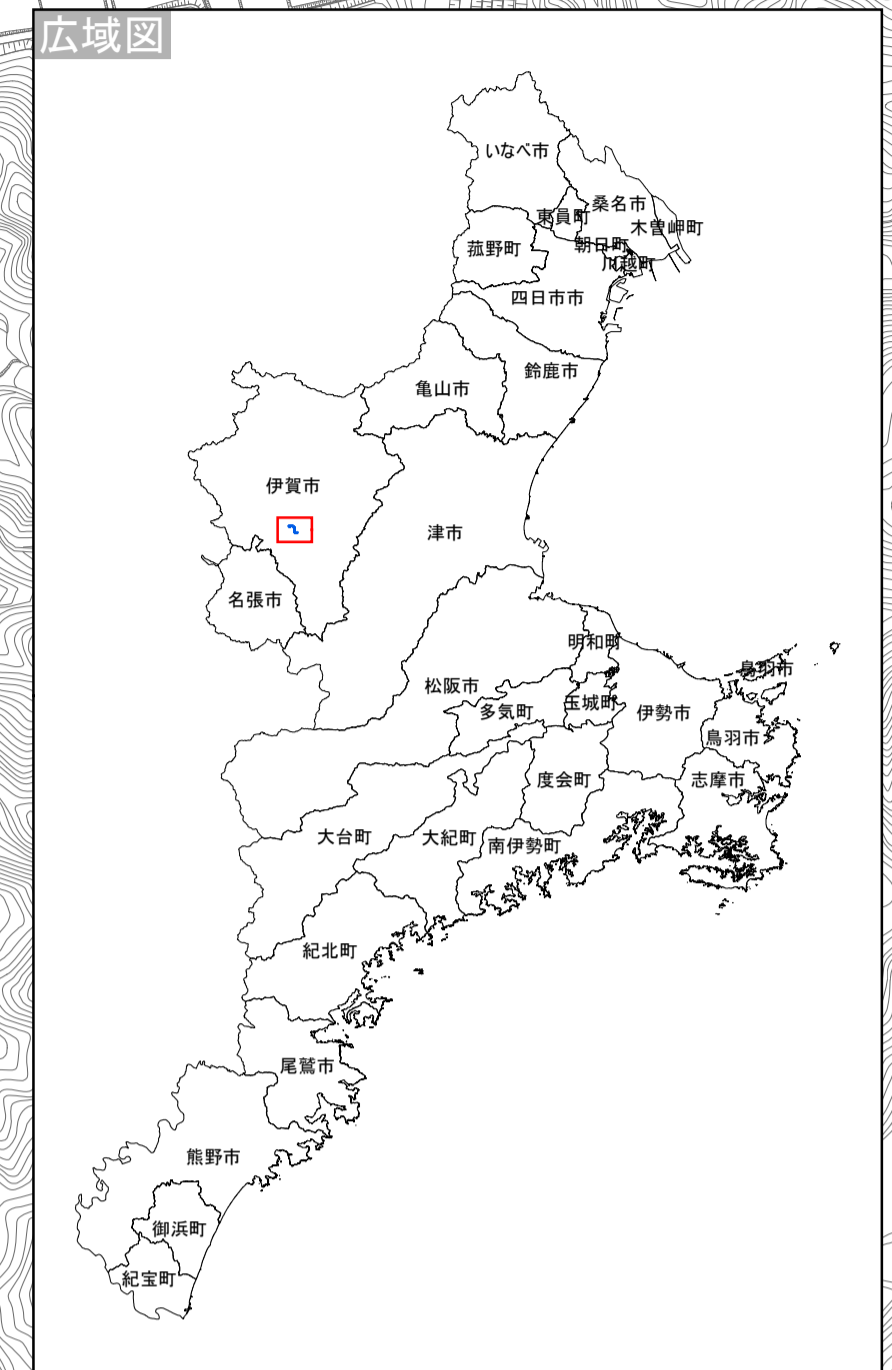 広域図
いなべ市
桑名市
東員町
木曽岬町
朝日町
菰野町
川越町
四日市市
鈴鹿市
亀山市
伊賀市
津市
名張市
明和町
鳥羽市
松阪市
玉城町
多気町
伊勢市
鳥羽市
度会町
志摩市
大台町
大紀町
南伊勢町
紀北町
尾鷲市
熊野市
御浜町
紀宝町